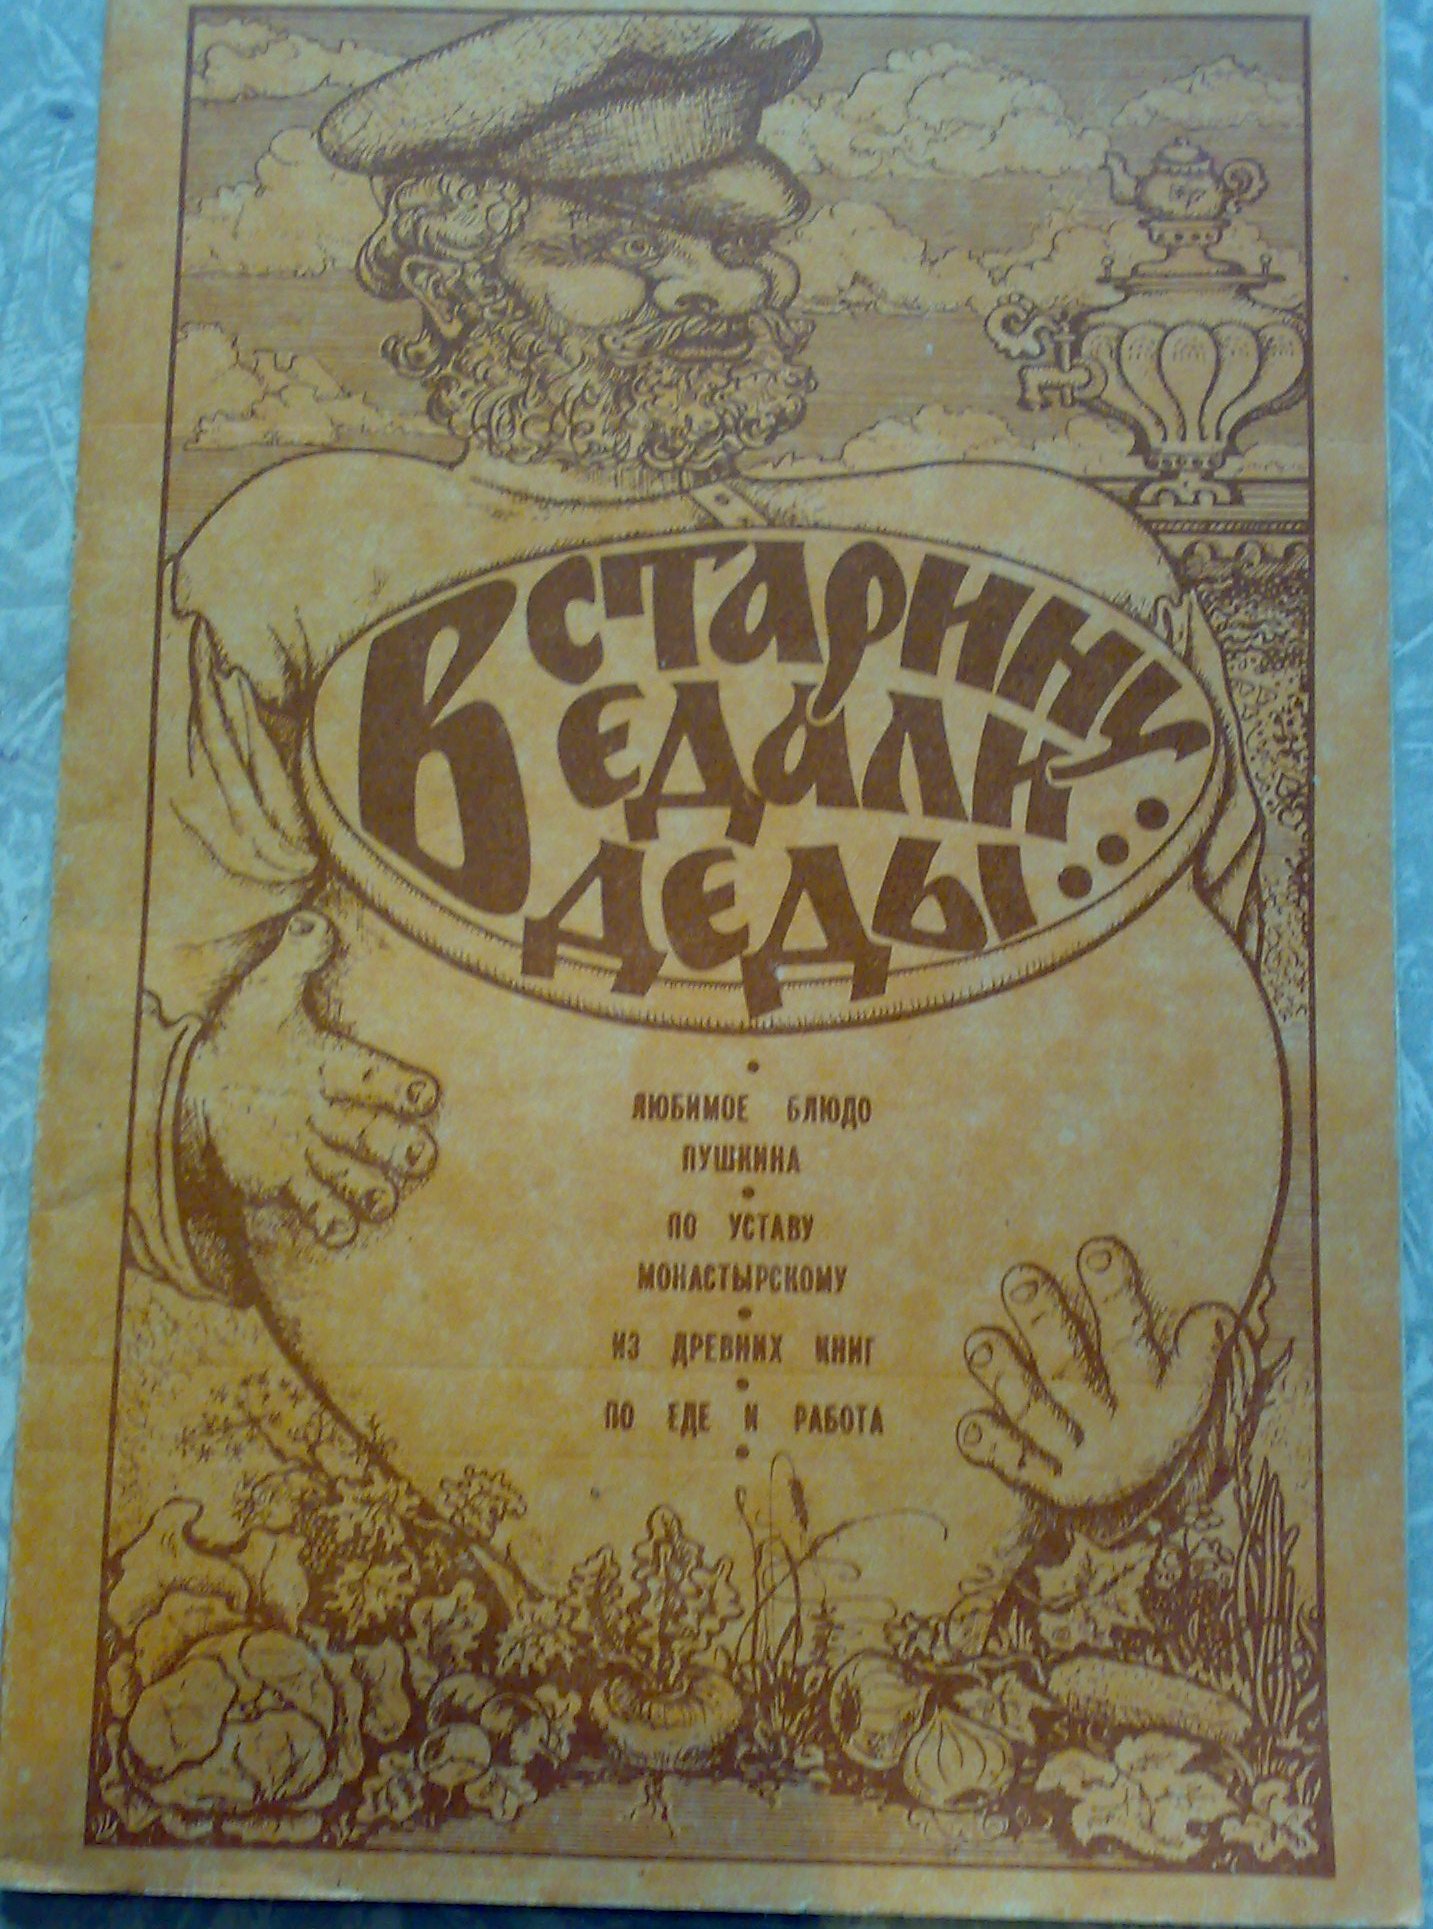 В старину
едали
деды...
ЛЮБИМОЕ БЛЮДО
ПУШКИНА
ПО УСТАВУ
МОНАСТЫРСКОМУ
ИЗ ДРЕВНИХ КНИГ
ПО ЕДЕ И РАБОТА